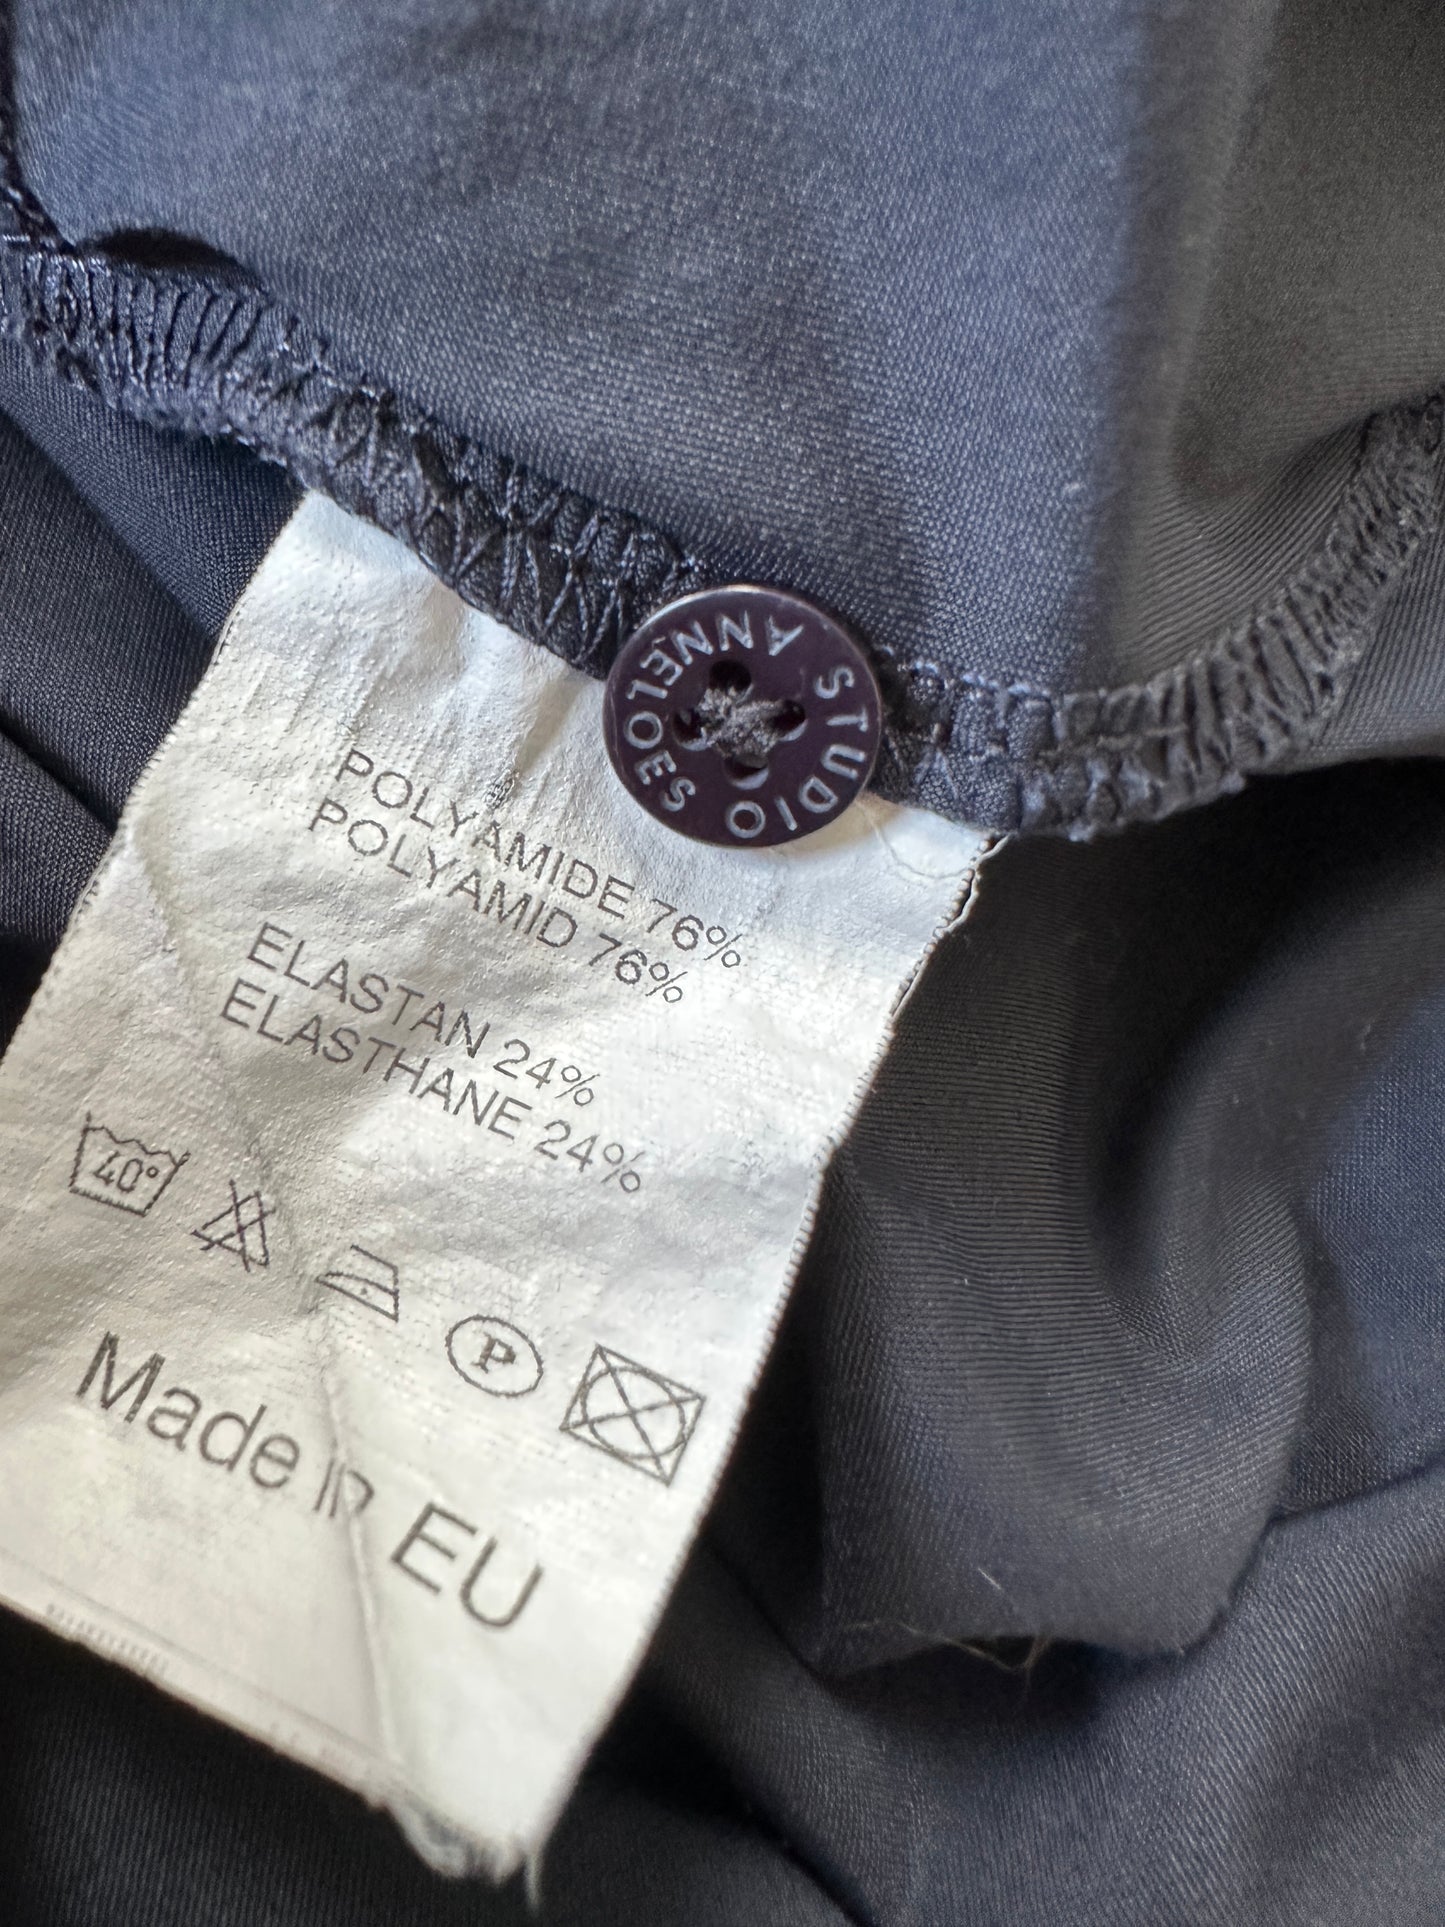 STUDIO ANNELOES
POLYAMIDE 76%
POLYAMID 76%
ELASTAN 24%
ELASTHANE 24%
40°
P
Made in EU